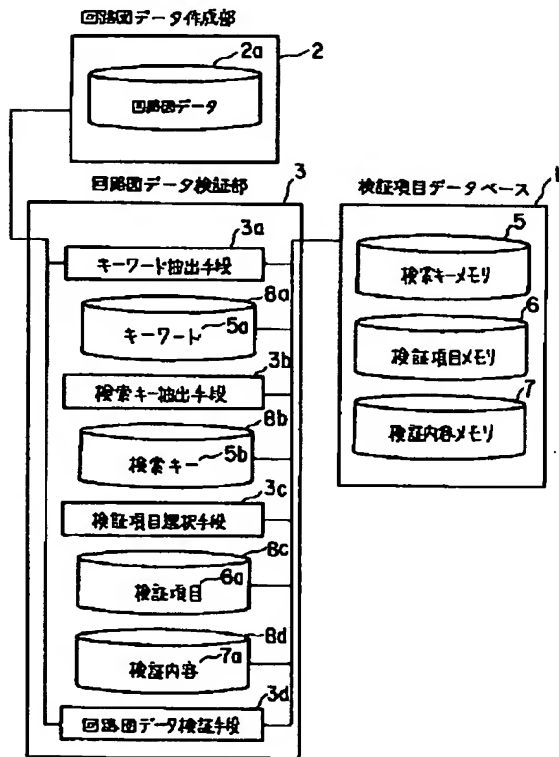 回路図データ作成部
2
2a
回路図データ
回路図データ検証部
3
3a
キーワード抽出手段
8a
キーワード
5a
3b
検索キー抽出手段
8b
検索キー
5b
3c
検証項目選択手段
8c
6a
検証項目
8d
7a
検証内容
3d
回路図データ検証手段
検証項目データベース
1
5
検索キーメモリ
6
検証項目メモリ
7
検証内容メモリ